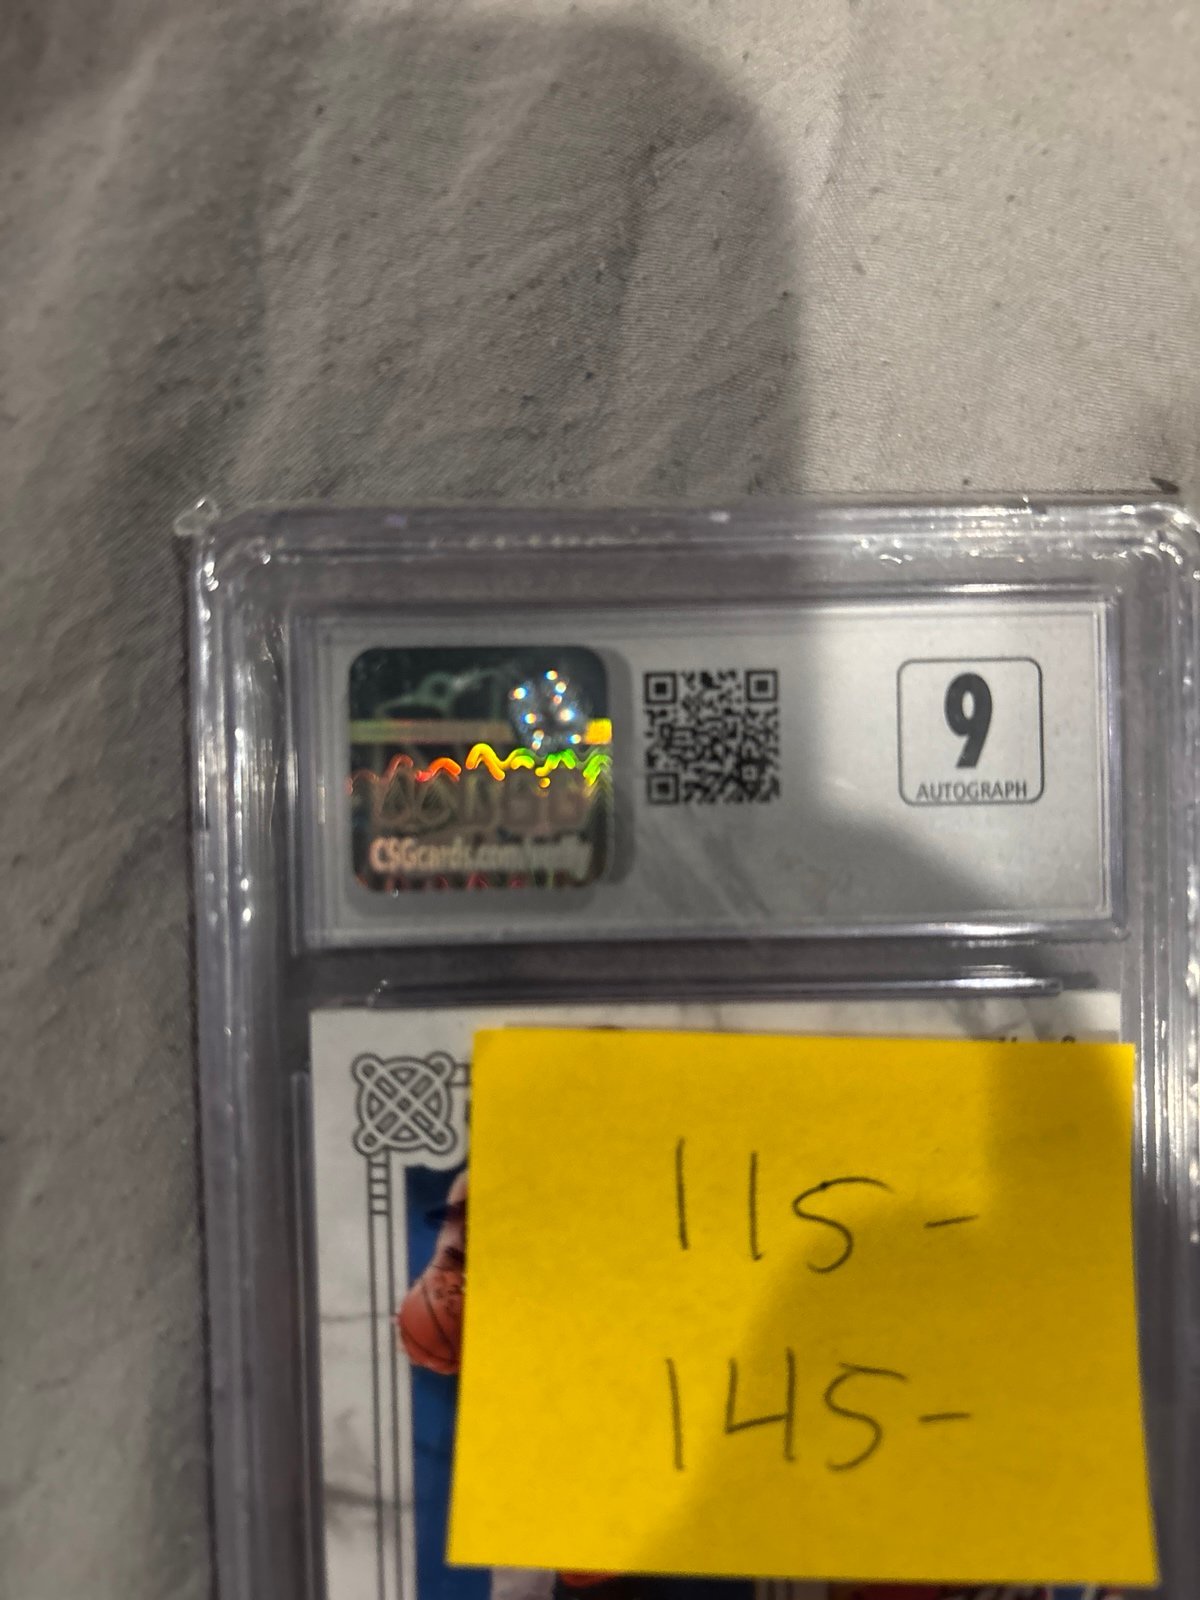 CSGcards.com/verify
9
AUTOGRAPH
115-
145-